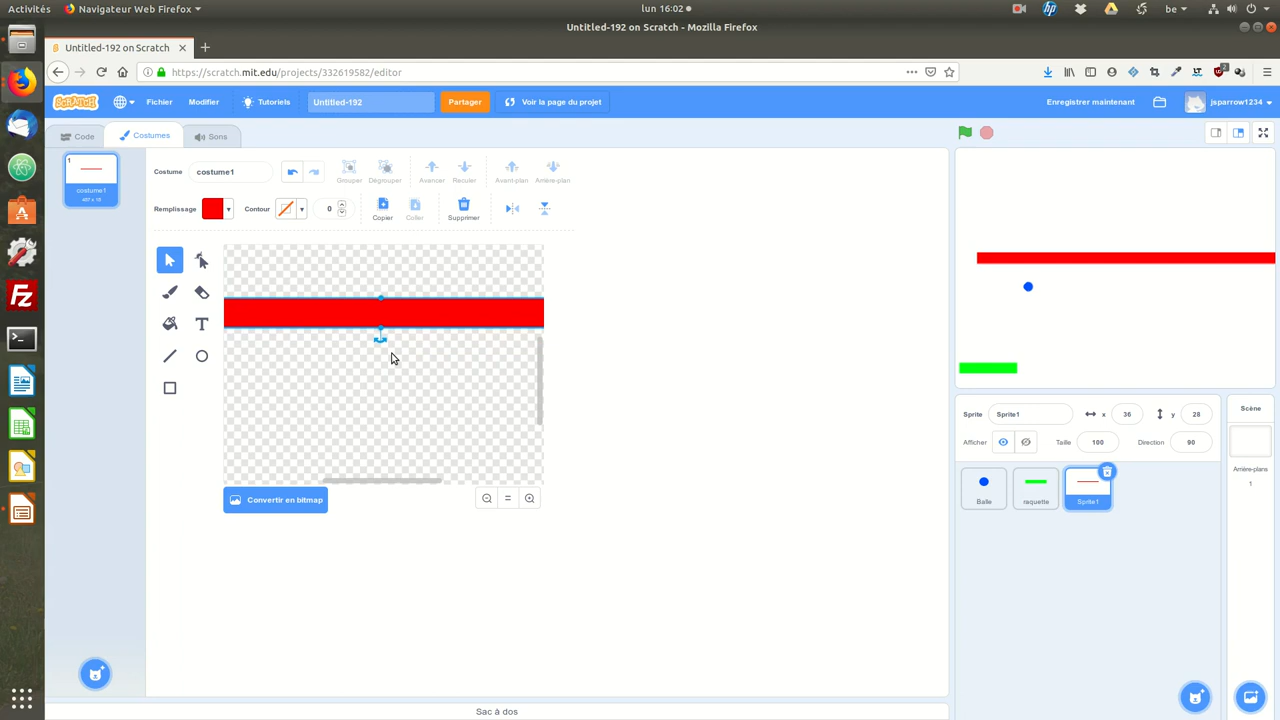 Activités
Navigateur Web Firefox
lun 16:02
be
Untitled-192 on Scratch - Mozilla Firefox
Untitled-192 on Scratch
https://scratch.mit.edu/projects/332619582/editor
2
SCRATCH
Fichier
Modifier
Tutoriels
Untitled-192
Partager
Voir la page du projet
Enregistrer maintenant
jsparrow1234
Code
Costumes
Sons
1
costume1
Costume
costume1
Grouper
Dégrouper
Avancer
Reculer
Avant-plan
Arrière-plan
Remplissage
Contour
0
Copier
Coller
Supprimer
T
Convertir en bitmap
Sprite
Sprite1
x
36
y
28
Afficher
Taille
100
Direction
90
Scène
Arrière-plans
1
Balle
raquette
Sprite1
Sac à dos